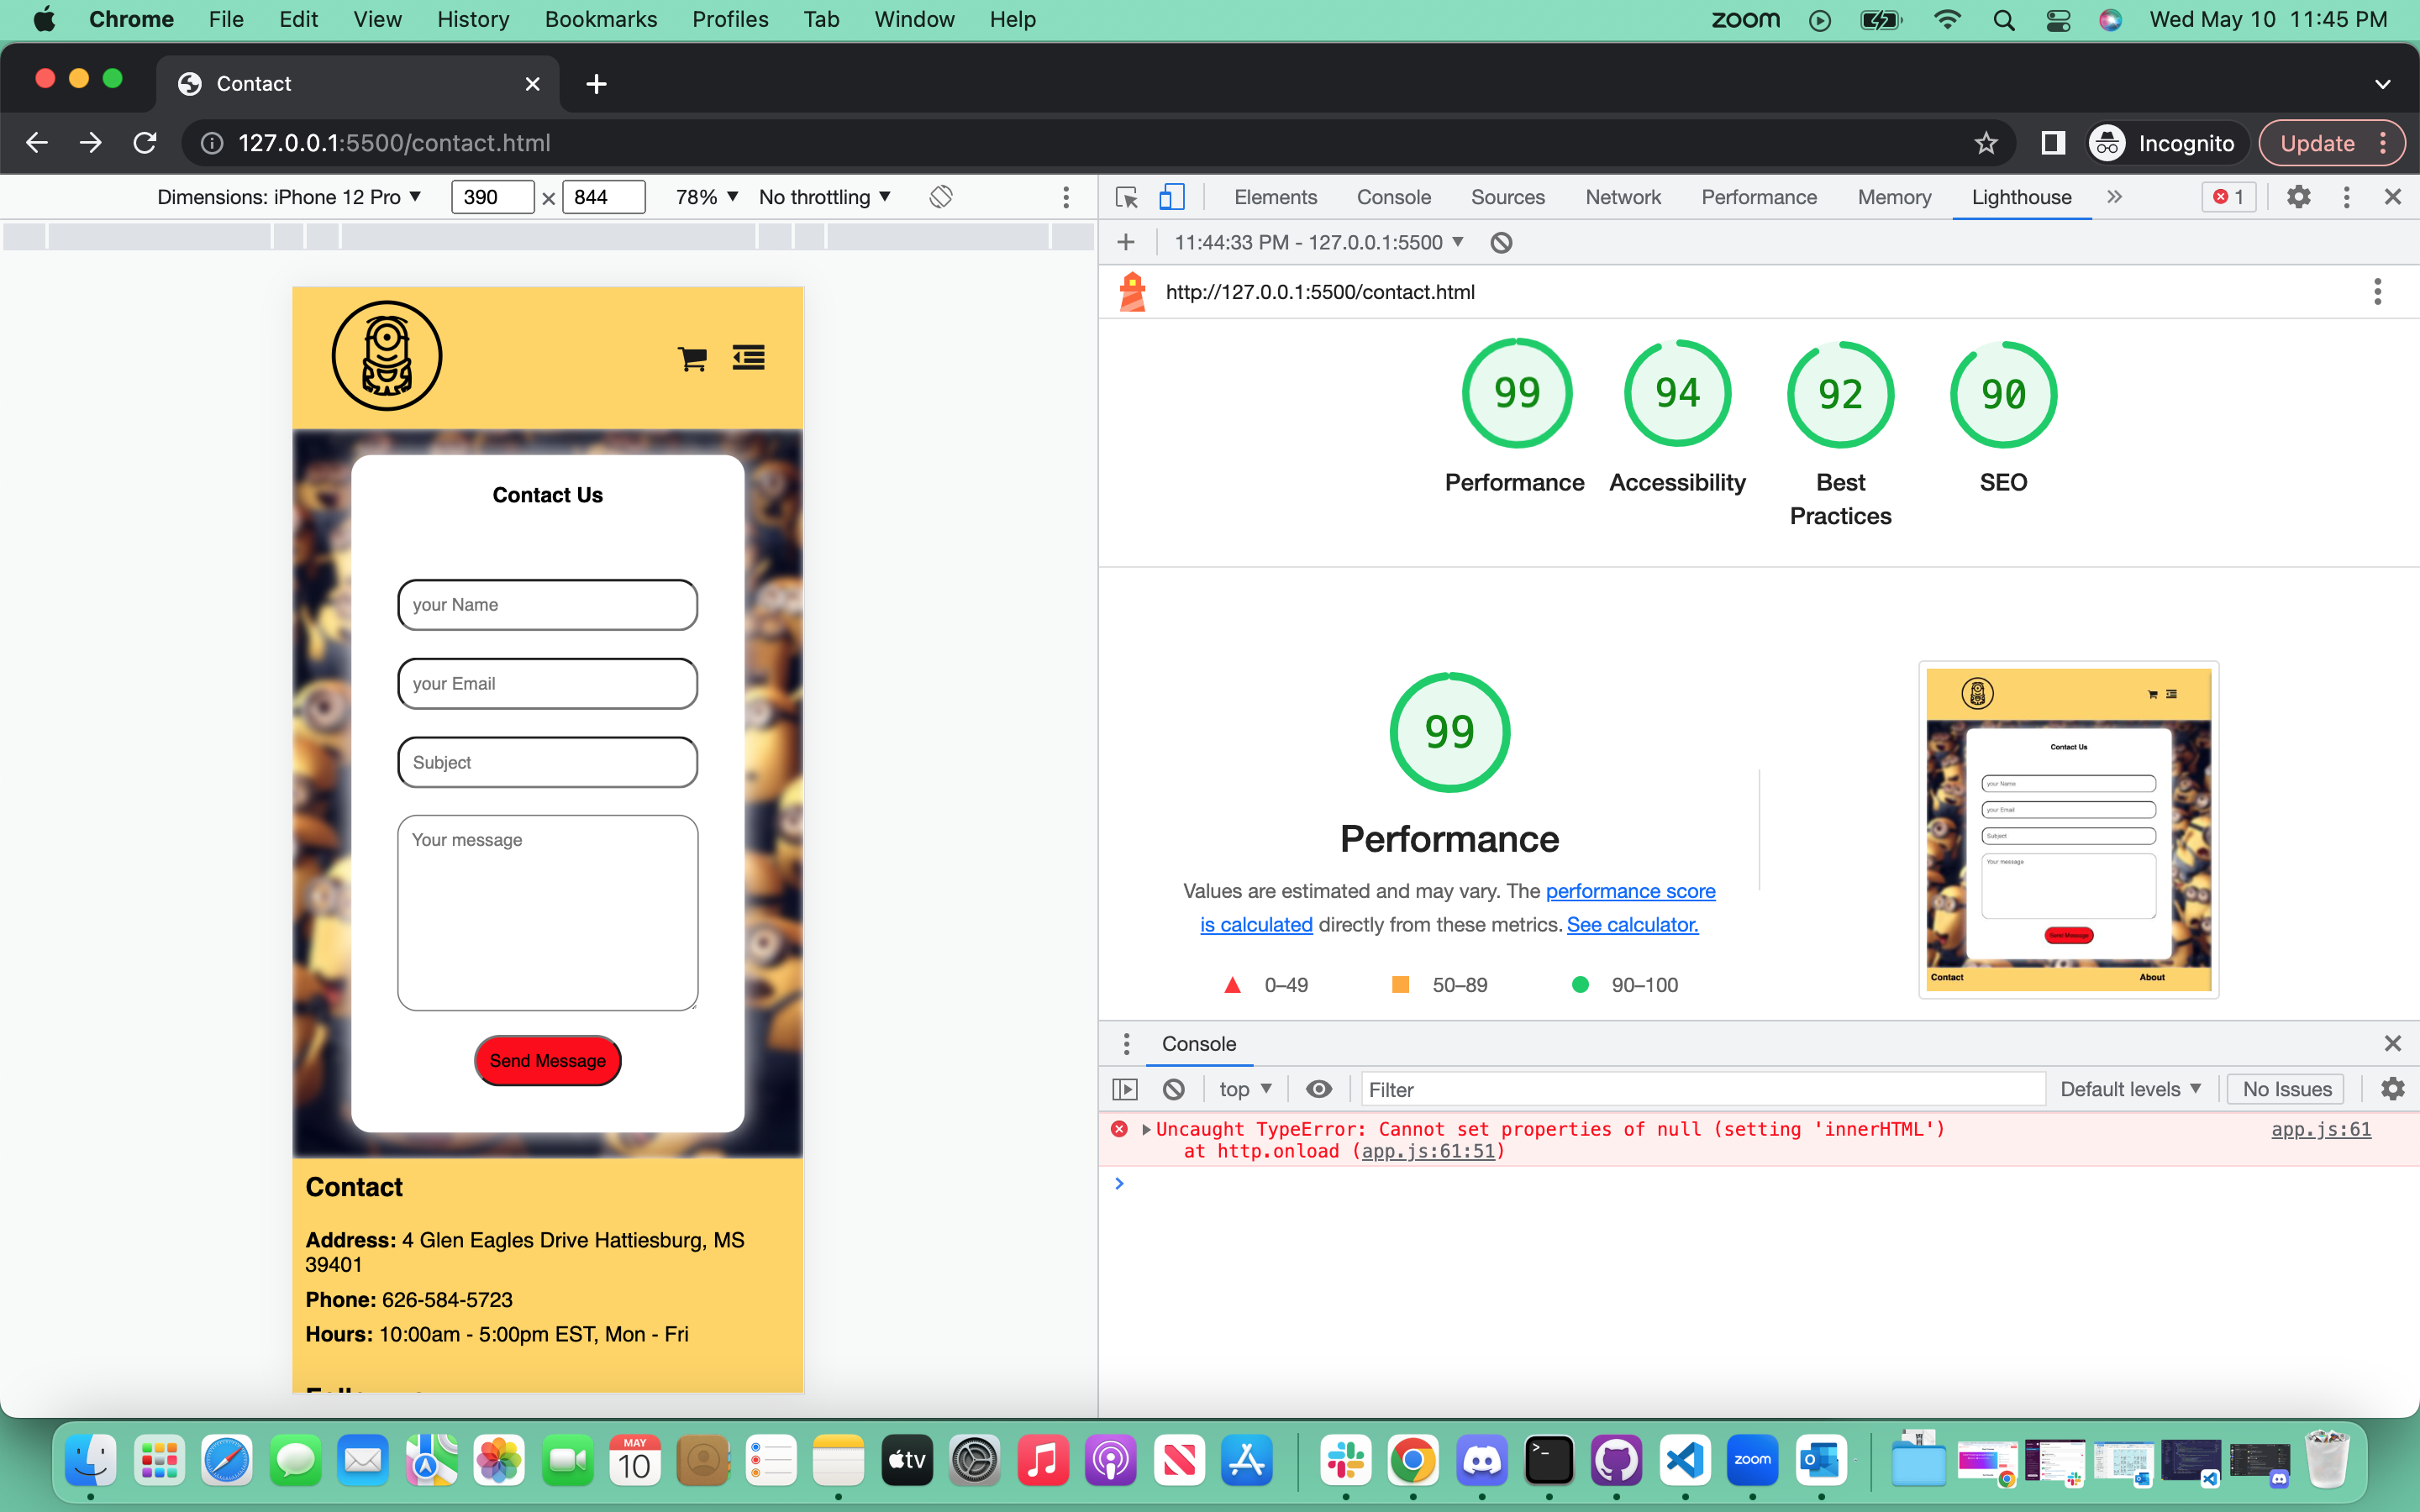 Chrome File Edit View History Bookmarks Profiles Tab Window Help
zoom Wed May 10 11:45 PM
Contact
127.0.0.1:5500/contact.html
Incognito
Update
Dimensions: iPhone 12 Pro 390 × 844 78% No throttling
Elements Console Sources Network Performance Memory Lighthouse 1
11:44:33 PM - 127.0.0.1:5500
http://127.0.0.1:5500/contact.html
99 94 92 90
Performance Accessibility Best Practices SEO
Contact Us
your Name
your Email
Subject
Your message
Send Message
Contact
Address: 4 Glen Eagles Drive Hattiesburg, MS
39401
Phone: 626-584-5723
Hours: 10:00am - 5:00pm EST, Mon - Fri
99
Performance
Values are estimated and may vary. The performance score
is calculated directly from these metrics. See calculator.
0–49 50–89 90–100
Contact Us
your Name
your Email
Subject
Your message
Send Message
Contact About
Console
top Filter Default levels No Issues
Uncaught TypeError: Cannot set properties of null (setting 'innerHTML') app.js:61
at http.onload (app.js:61:51)
MAY
10
tv
zoom